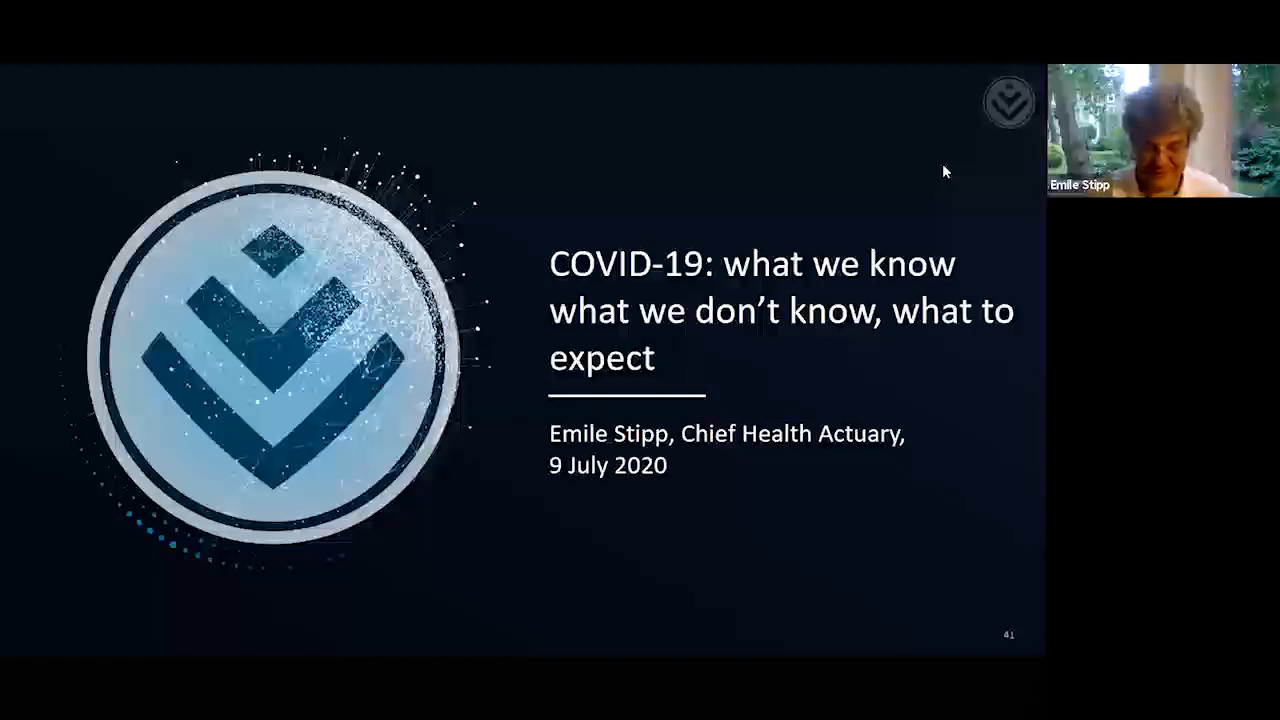 COVID-19: what we know
what we don't know, what to
expect
Emile Stipp, Chief Health Actuary,
9 July 2020
41
Emile Stipp